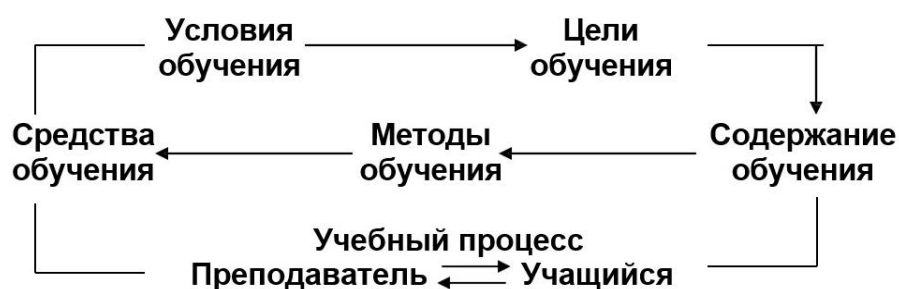 Условия
обучения
Цели
обучения
Средства
обучения
Методы
обучения
Содержание
обучения
Учебный процесс
Преподаватель Учащийся